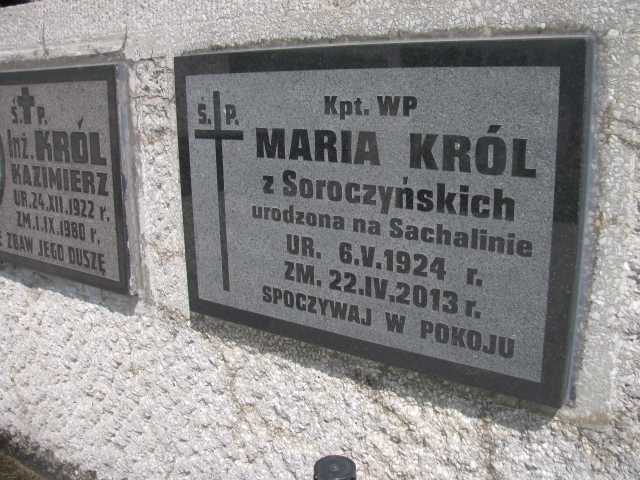 Ś. P.
Inż. KRÓL
KAZIMIERZ
UR. 24.XII.1922 r.
ZM. 1.IX.1980 r.
ZBAW JEGO DUSZĘ
Ś. P.
Kpt. WP
MARIA KRÓL
z Soroczyńskich
urodzona na Sachalinie
UR. 6.V.1924 r.
ZM. 22.IV.2013 r.
SPOCZYWAJ W POKOJU